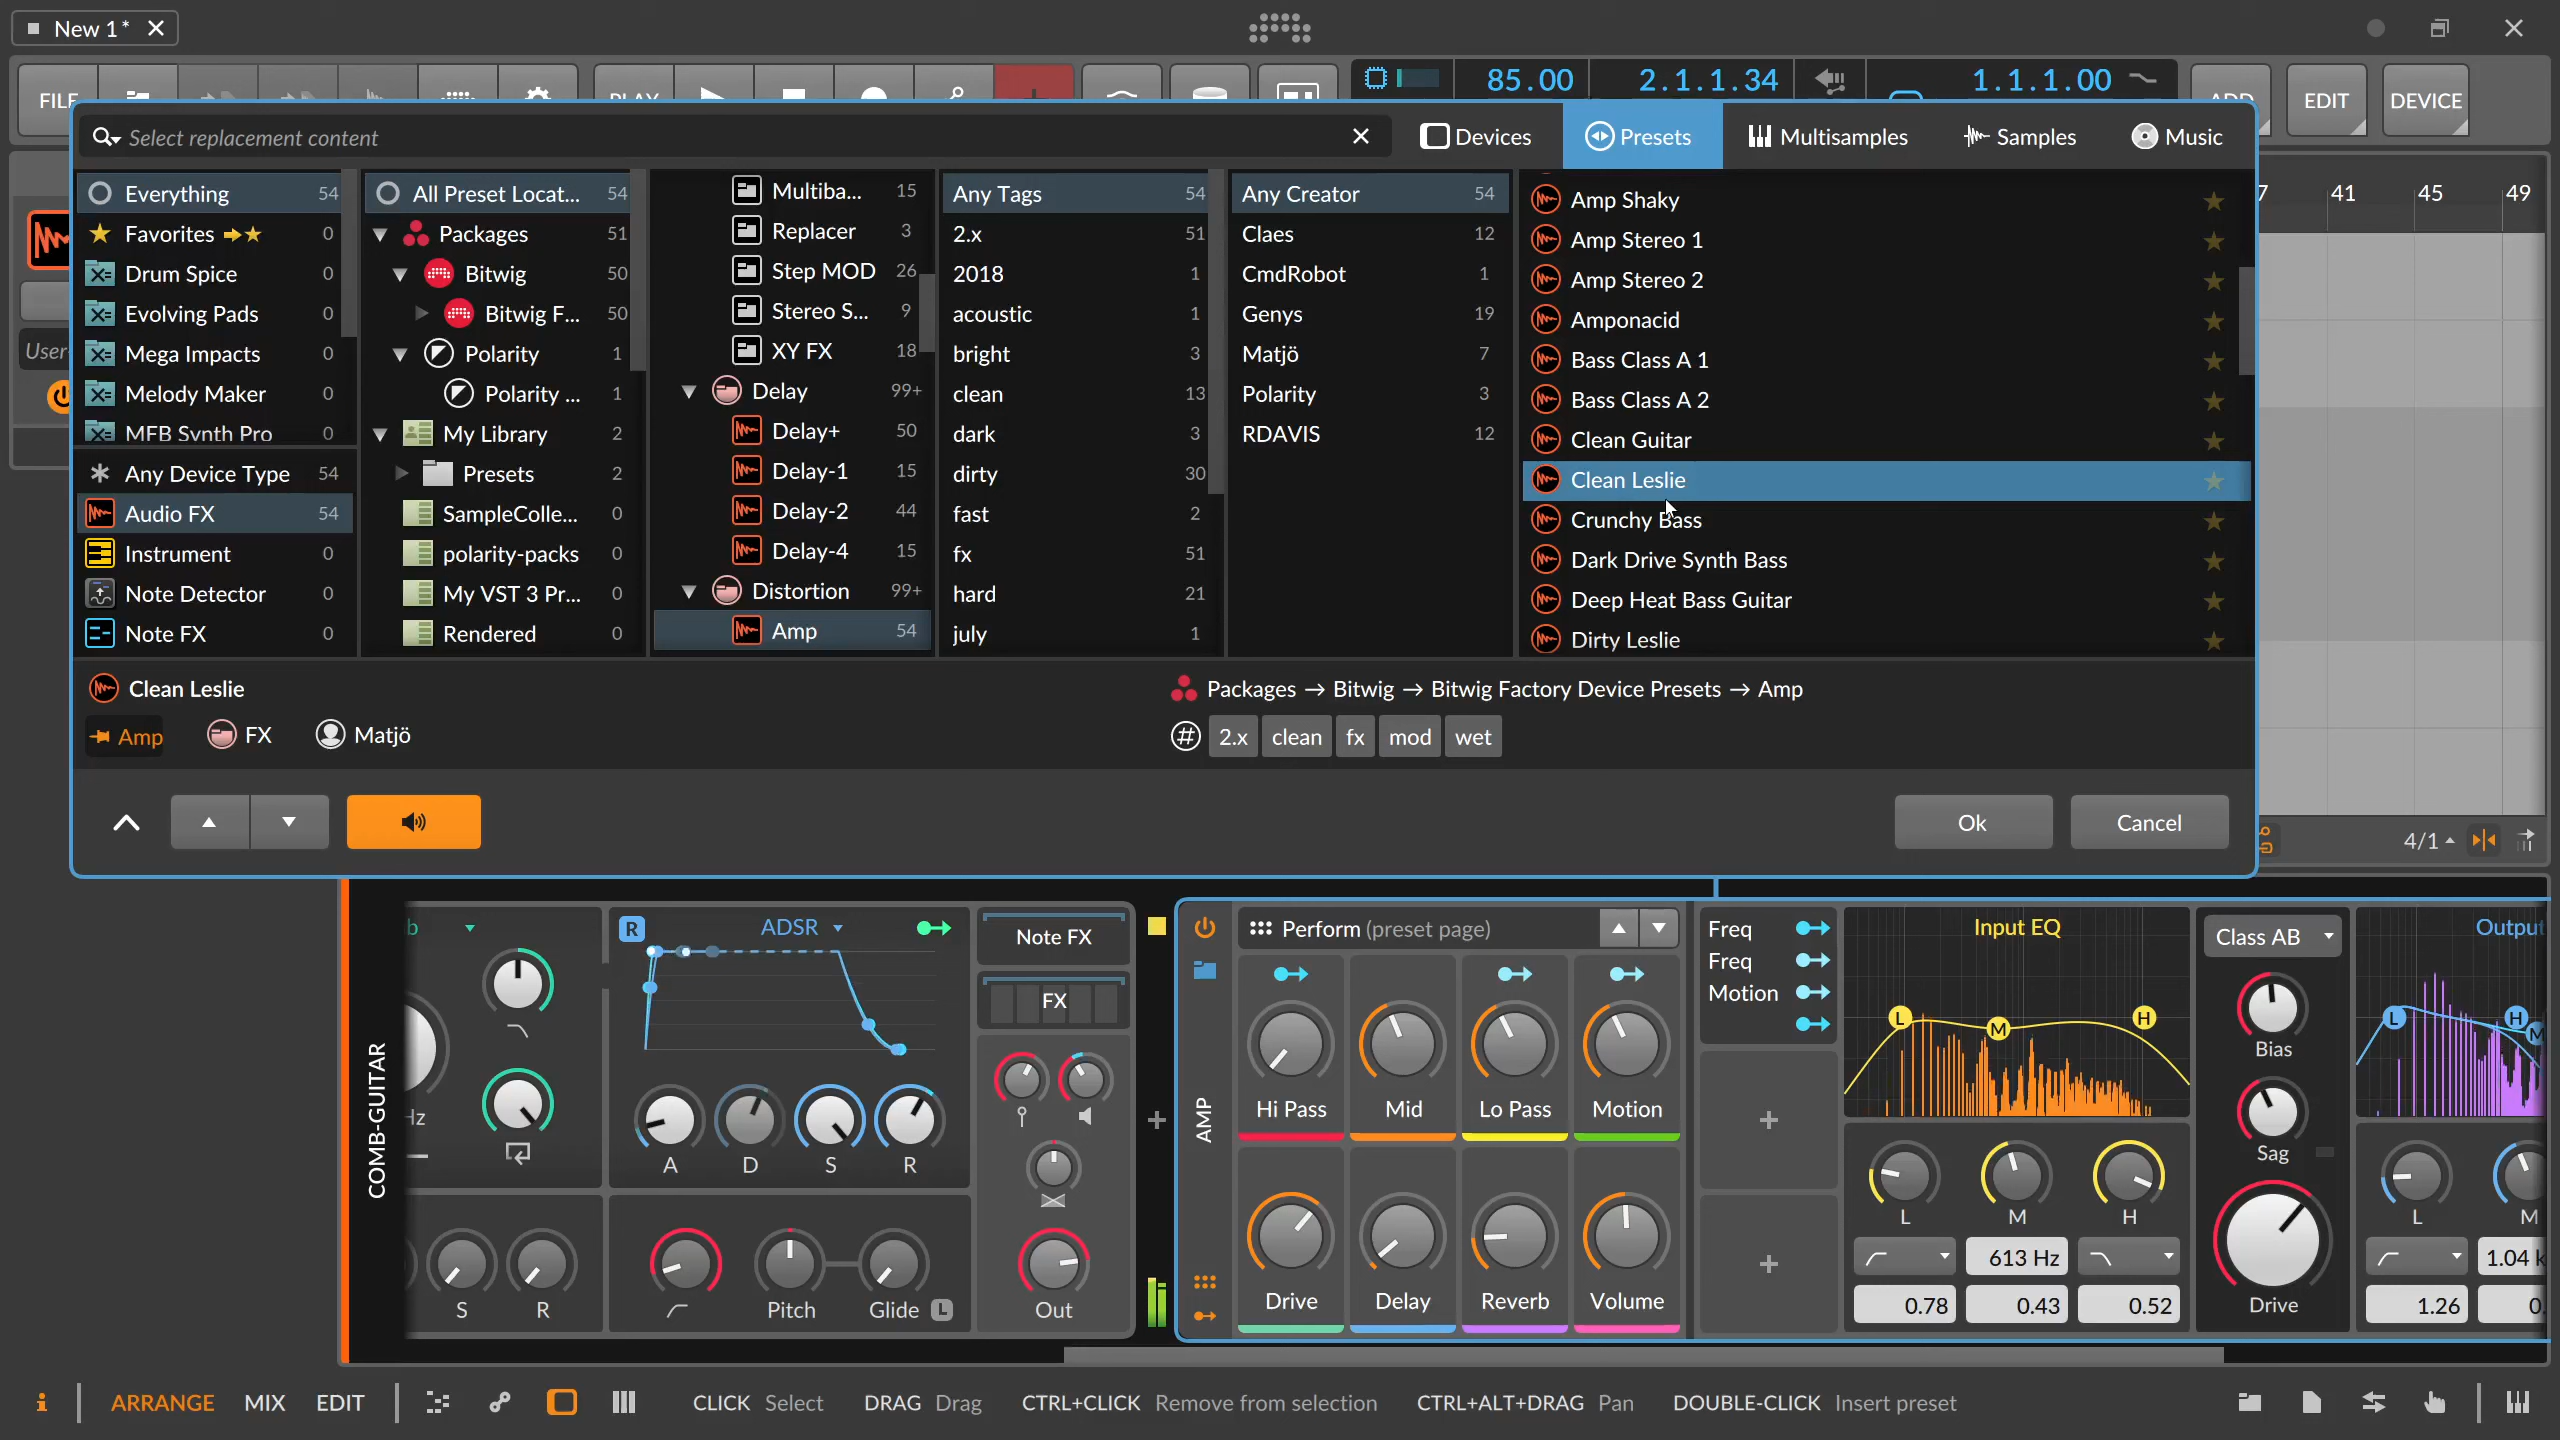 New 1*
FILE
PLAY
85.00
2.1.1.34
1.1.1.00
ADD
EDIT
DEVICE
Select replacement content
Devices
Presets
Multisamples
Samples
Music
Everything 54
Favorites 0
Drum Spice 0
Evolving Pads 0
Mega Impacts 0
Melody Maker 0
MFB Synth Pro 0
Any Device Type 54
Audio FX 54
Instrument 0
Note Detector 0
Note FX 0
All Preset Locat... 54
Packages 51
Bitwig 50
Bitwig F... 50
Polarity 1
Polarity ... 1
My Library 2
Presets 2
SampleColle... 0
polarity-packs 0
My VST 3 Pr... 0
Rendered 0
Multiba... 15
Replacer 3
Step MOD 26
Stereo S... 9
XY FX 18
Delay 99+
Delay+ 50
Delay-1 15
Delay-2 44
Delay-4 15
Distortion 99+
Amp 54
Any Tags 54
2.x 51
2018 1
acoustic 1
bright 3
clean 13
dark 3
dirty 30
fast 2
fx 51
hard 21
july 1
Any Creator 54
Claes 12
CmdRobot 1
Genys 19
Matjö 7
Polarity 3
RDAVIS 12
Amp Shaky
Amp Stereo 1
Amp Stereo 2
Amponacid
Bass Class A 1
Bass Class A 2
Clean Guitar
Clean Leslie
Crunchy Bass
Dark Drive Synth Bass
Deep Heat Bass Guitar
Dirty Leslie
41
45
49
User
Clean Leslie
Packages → Bitwig → Bitwig Factory Device Presets → Amp
Amp
FX
Matjö
# 2.x clean fx mod wet
Ok
Cancel
4/1
COMB-GUITAR
b
Hz
S
R
R
ADSR
A
D
S
R
Pitch
Glide
L
Note FX
FX
Out
AMP
Perform (preset page)
Hi Pass
Mid
Lo Pass
Motion
Drive
Delay
Reverb
Volume
Freq
Freq
Motion
+
+
+
Input EQ
L
M
H
L
M
H
613 Hz
0.78
0.43
0.52
Class AB
Bias
Sag
Drive
Output
L
H
M
L
M
1.04 k
1.26
0.
i
ARRANGE
MIX
EDIT
CLICK Select
DRAG Drag
CTRL+CLICK Remove from selection
CTRL+ALT+DRAG Pan
DOUBLE-CLICK Insert preset